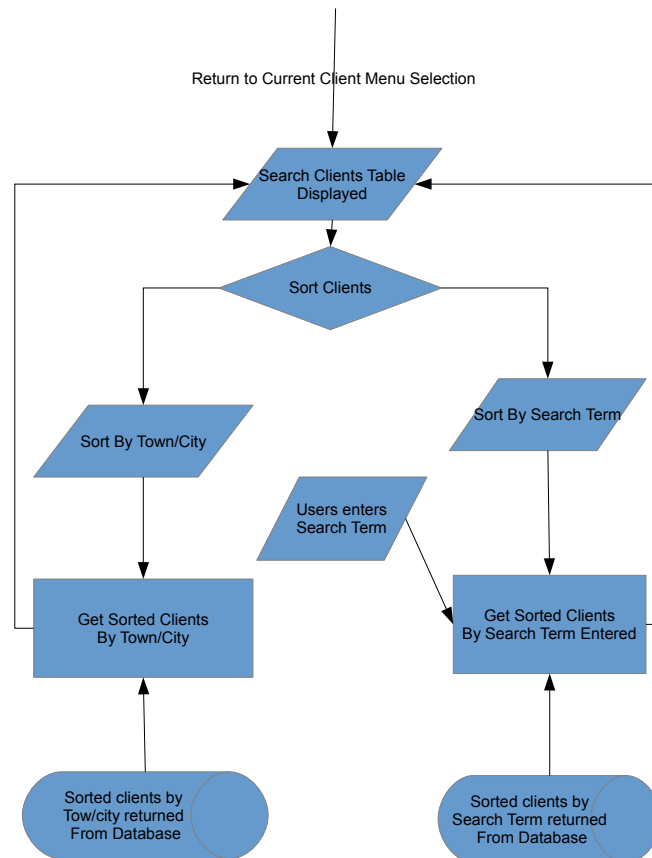 Return to Current Client Menu Selection
Search Clients Table
Displayed
Sort Clients
Sort By Town/City
Sort By Search Term
Users enters
Search Term
Get Sorted Clients
By Town/City
Get Sorted Clients
By Search Term Entered
Sorted clients by
Tow/city returned
From Database
Sorted clients by
Search Term returned
From Database